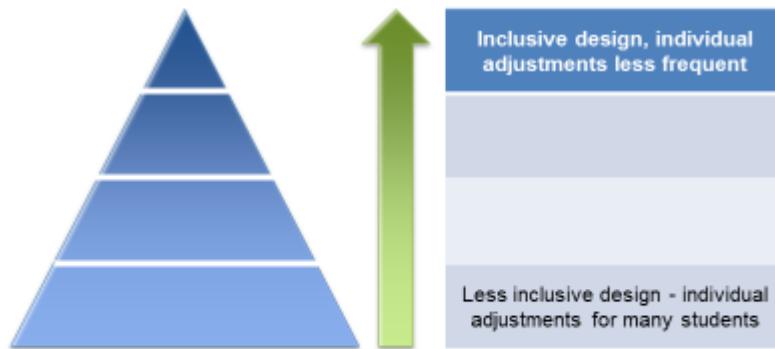 Inclusive design, individual
adjustments less frequent
Less inclusive design - individual
adjustments for many students